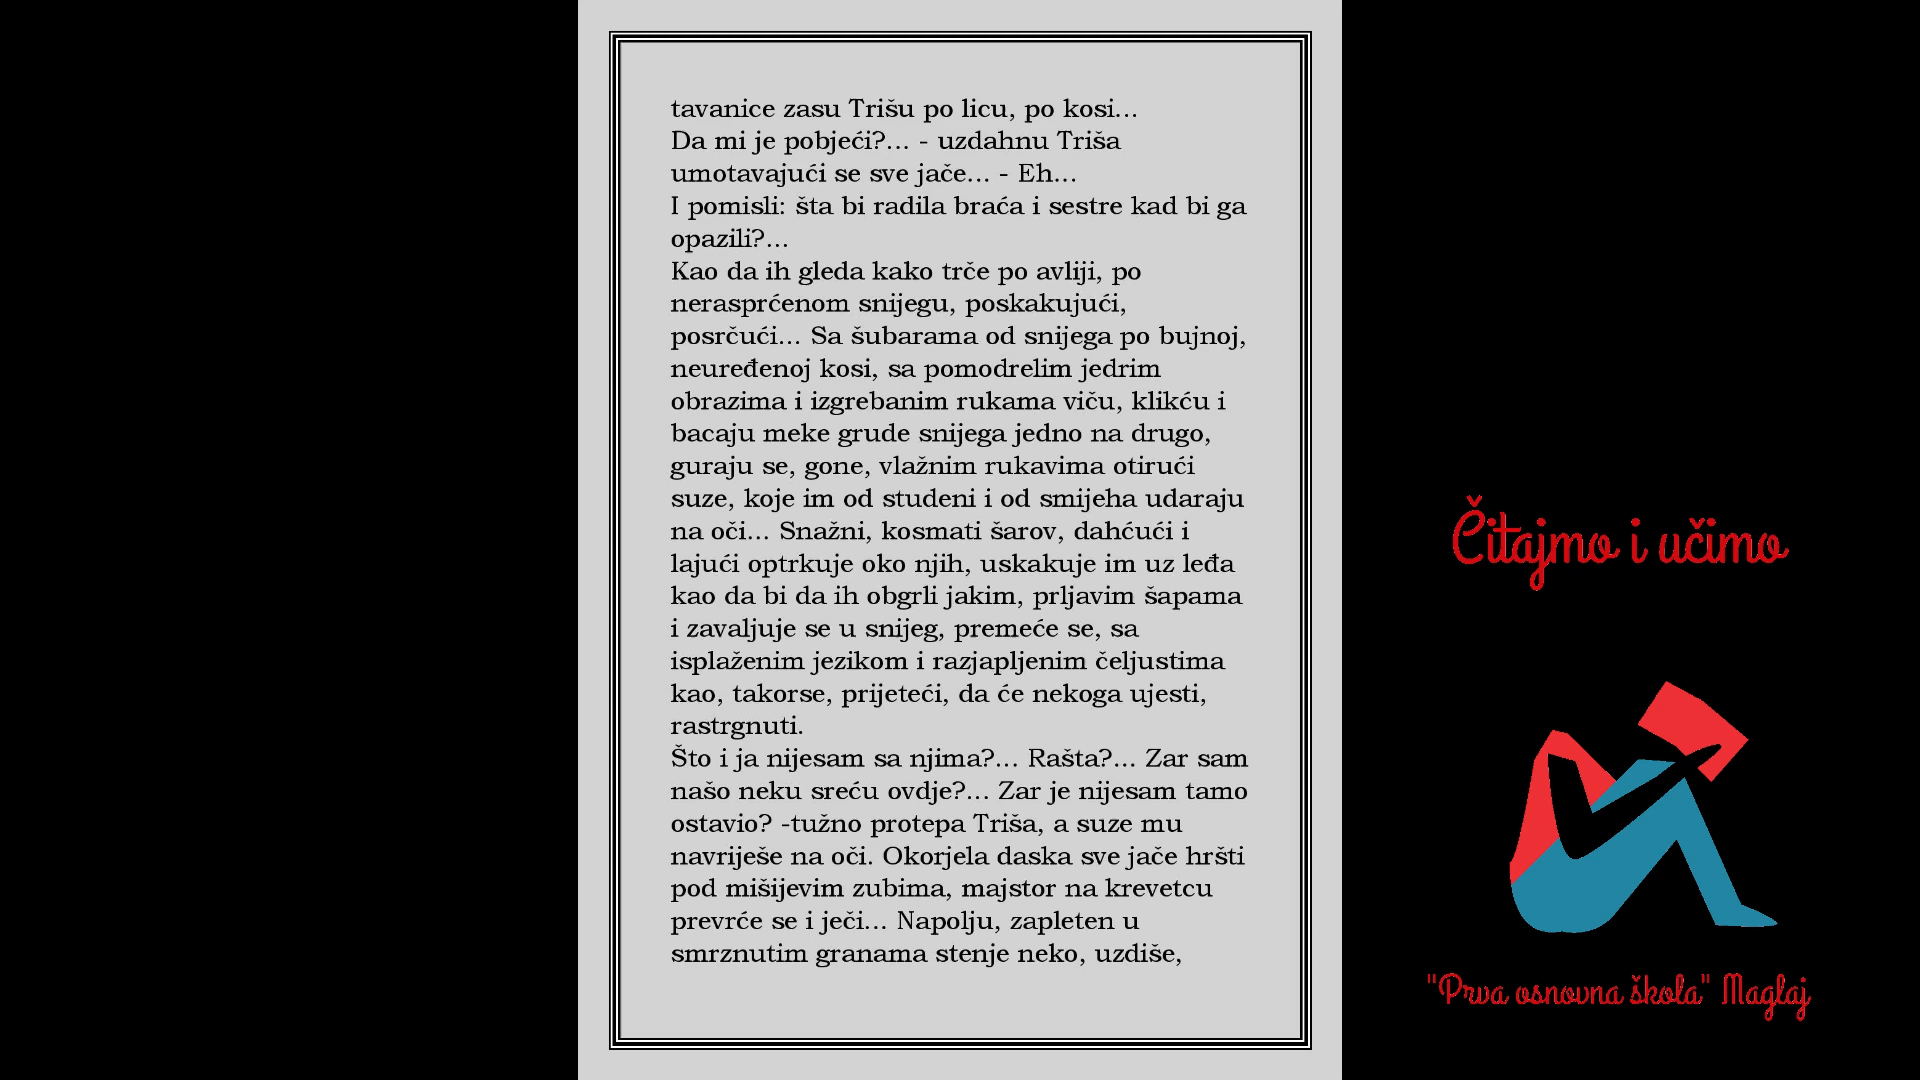 tavanice zasu Trišu po licu, po kosi...
Da mi je pobjeći?... - uzdahnu Triša
umotavajući se sve jače... - Eh...
I pomisli: šta bi radila braća i sestre kad bi ga
opazili?...
Kao da ih gleda kako trče po avliji, po
nerasprćenom snijegu, poskakujući,
posrčući... Sa šubarama od snijega po bujnoj,
neuređenoj kosi, sa pomodrelim jedrim
obrazima i izgrebanim rukama viču, klikću i
bacaju meke grude snijega jedno na drugo,
guraju se, gone, vlažnim rukavima otirući
suze, koje im od studeni i od smijeha udaraju
na oči... Snažni, kosmati šarov, dahćući i
lajući optrkuje oko njih, uskakuje im uz leđa
kao da bi da ih obgrli jakim, prljavim šapama
i zavaljuje se u snijeg, premeće se, sa
isplaženim jezikom i razjapljenim čeljustima
kao, takorse, prijeteći, da će nekoga ujesti,
rastrgnuti.
Što i ja nijesam sa njima?... Rašta?... Zar sam
našo neku sreću ovdje?... Zar je nijesam tamo
ostavio? -tužno protepa Triša, a suze mu
navriješe na oči. Okorjela daska sve jače hršti
pod mišijevim zubima, majstor na krevetcu
prevrće se i ječi... Napolju, zapleten u
smrznutim granama stenje neko, uzdiše,
Čitajmo i učimo
"Prva osnovna škola" Maglaj